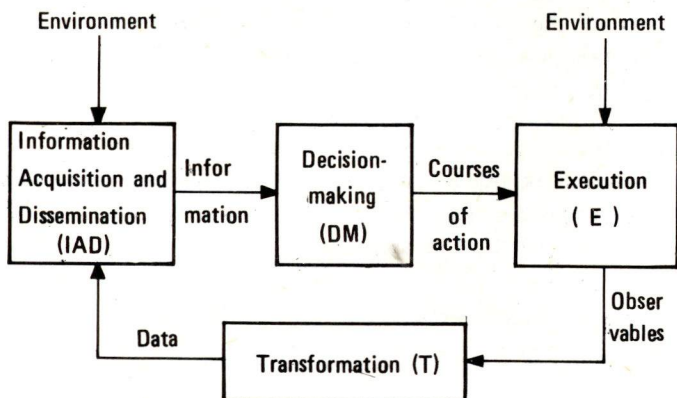 Environment
Environment
Information
Acquisition and
Dissemination
(IAD)
Infor
mation
Decision-
making
(DM)
Courses
of
action
Execution
( E )
Obser
vables
Transformation (T)
Data